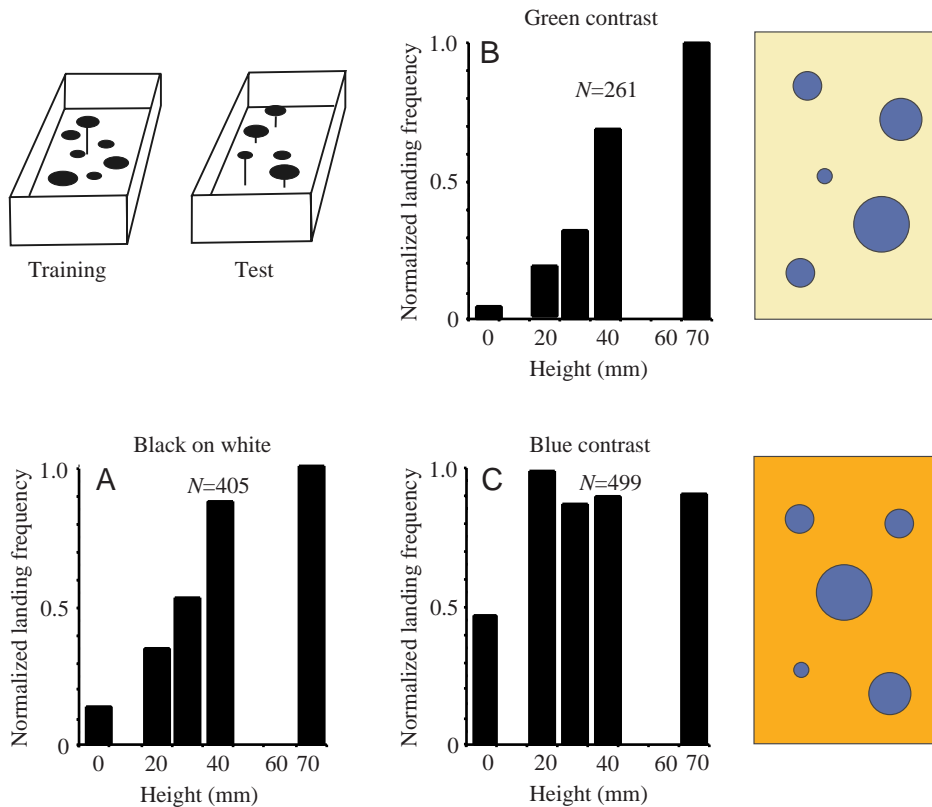 Training
Test
Green contrast
B
N=261
Normalized landing frequency
1.0
0.5
0
0 20 40 60 70
Height (mm)
Black on white
A
N=405
Normalized landing frequency
1.0
0.5
0
0 20 40 60 70
Height (mm)
Blue contrast
C
N=499
Normalized landing frequency
1.0
0.5
0
0 20 40 60 70
Height (mm)